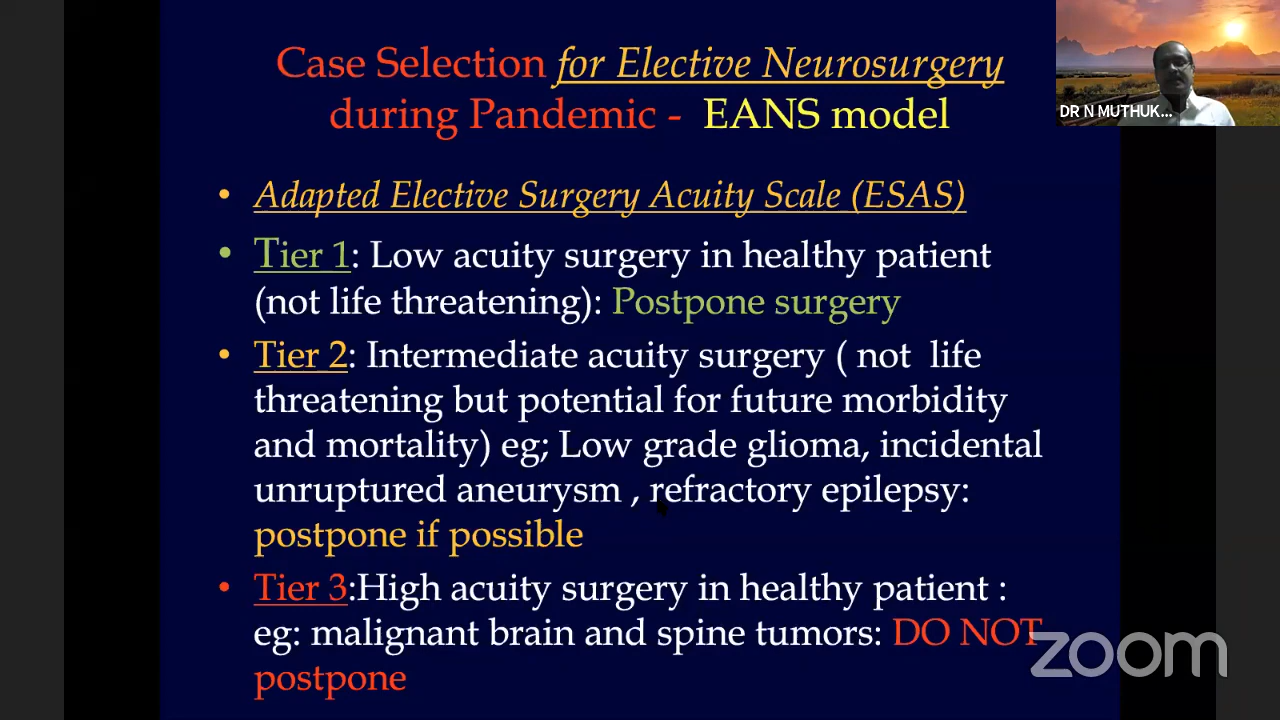 Case Selection for Elective Neurosurgery
during Pandemic - EANS model
DR N MUTHUK...
• Adapted Elective Surgery Acuity Scale (ESAS)
• Tier 1: Low acuity surgery in healthy patient
(not life threatening): Postpone surgery
• Tier 2: Intermediate acuity surgery ( not life
threatening but potential for future morbidity
and mortality) eg; Low grade glioma, incidental
unruptured aneurysm , refractory epilepsy:
postpone if possible
• Tier 3:High acuity surgery in healthy patient :
eg: malignant brain and spine tumors: DO NOT
postpone
zoom